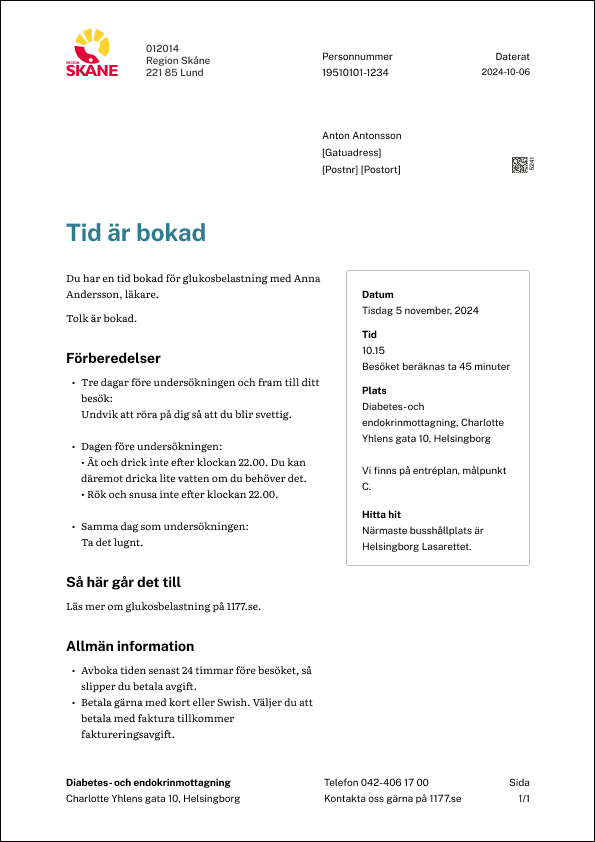 REGION
SKÅNE
012014
Region Skåne
221 85 Lund
Personnummer
19510101-1234
Daterat
2024-10-06
Anton Antonsson
[Gatuadress]
[Postnr] [Postort]
5241
Tid är bokad
Du har en tid bokad för glukosbelastning med Anna
Andersson, läkare.
Tolk är bokad.
Förberedelser
• Tre dagar före undersökningen och fram till ditt
besök:
Undvik att röra på dig så att du blir svettig.
• Dagen före undersökningen:
• Ät och drick inte efter klockan 22.00. Du kan
däremot dricka lite vatten om du behöver det.
• Rök och snusa inte efter klockan 22.00.
• Samma dag som undersökningen:
Ta det lugnt.
Så här går det till
Läs mer om glukosbelastning på 1177.se.
Allmän information
• Avboka tiden senast 24 timmar före besöket, så
slipper du betala avgift.
• Betala gärna med kort eller Swish. Väljer du att
betala med faktura tillkommer
faktureringsavgift.
Datum
Tisdag 5 november, 2024
Tid
10.15
Besöket beräknas ta 45 minuter
Plats
Diabetes- och
endokrinmottagning, Charlotte
Yhlens gata 10, Helsingborg
Vi finns på entréplan, målpunkt
C.
Hitta hit
Närmaste busshållplats är
Helsingborg Lasarettet.
Diabetes- och endokrinmottagning
Charlotte Yhlens gata 10, Helsingborg
Telefon 042-406 17 00
Kontakta oss gärna på 1177.se
Sida
1/1